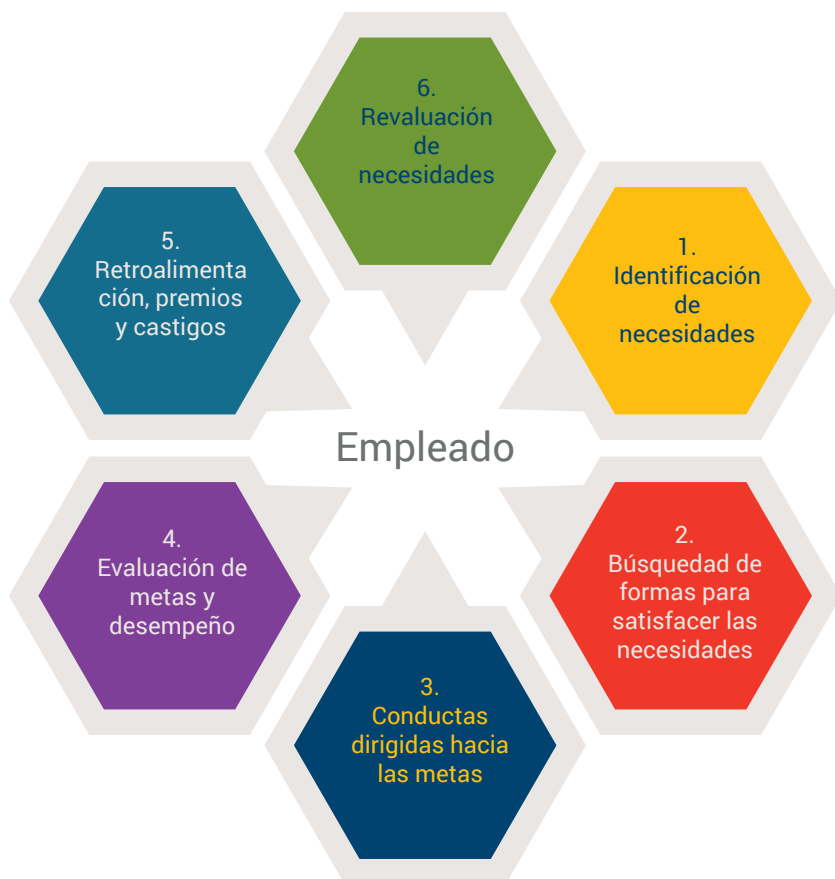 6.
Revaluación
de
necesidades
1.
Identificación
de
necesidades
2.
Búsquedad de
formas para
satisfacer las
necesidades
3.
Conductas
dirigidas hacia
las metas
4.
Evaluación de
metas y
desempeño
5.
Retroalimenta
ción, premios
y castigos
Empleado